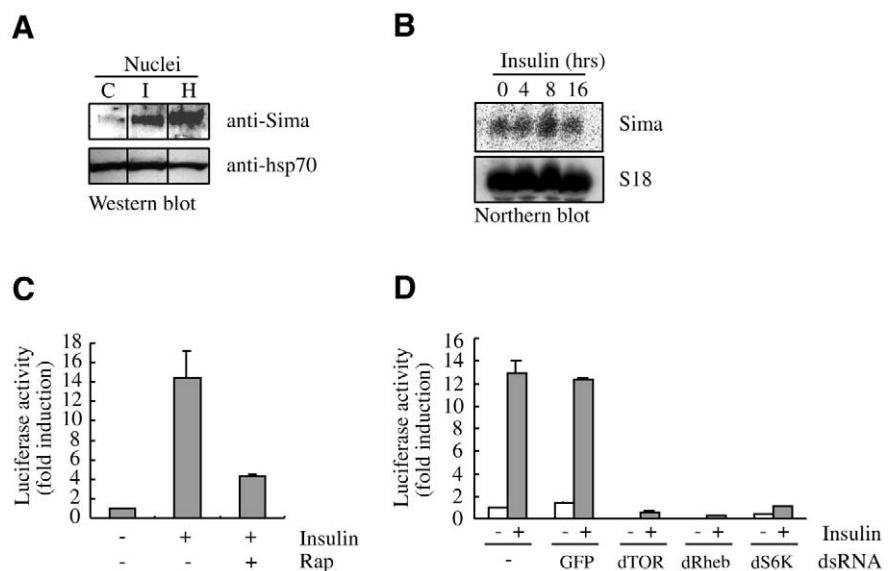 A
Nuclei
C I H
anti-Sima
anti-hsp70
Western blot
B
Insulin (hrs)
0 4 8 16
Sima
S18
Northern blot
C
Luciferase activity
(fold induction)
18
16
14
12
10
8
6
4
2
0
- + + Insulin
- - + Rap
D
Luciferase activity
(fold induction)
16
14
12
10
8
6
4
2
0
- + - + - + - + - + Insulin
- GFP dTOR dRheb dS6K dsRNA